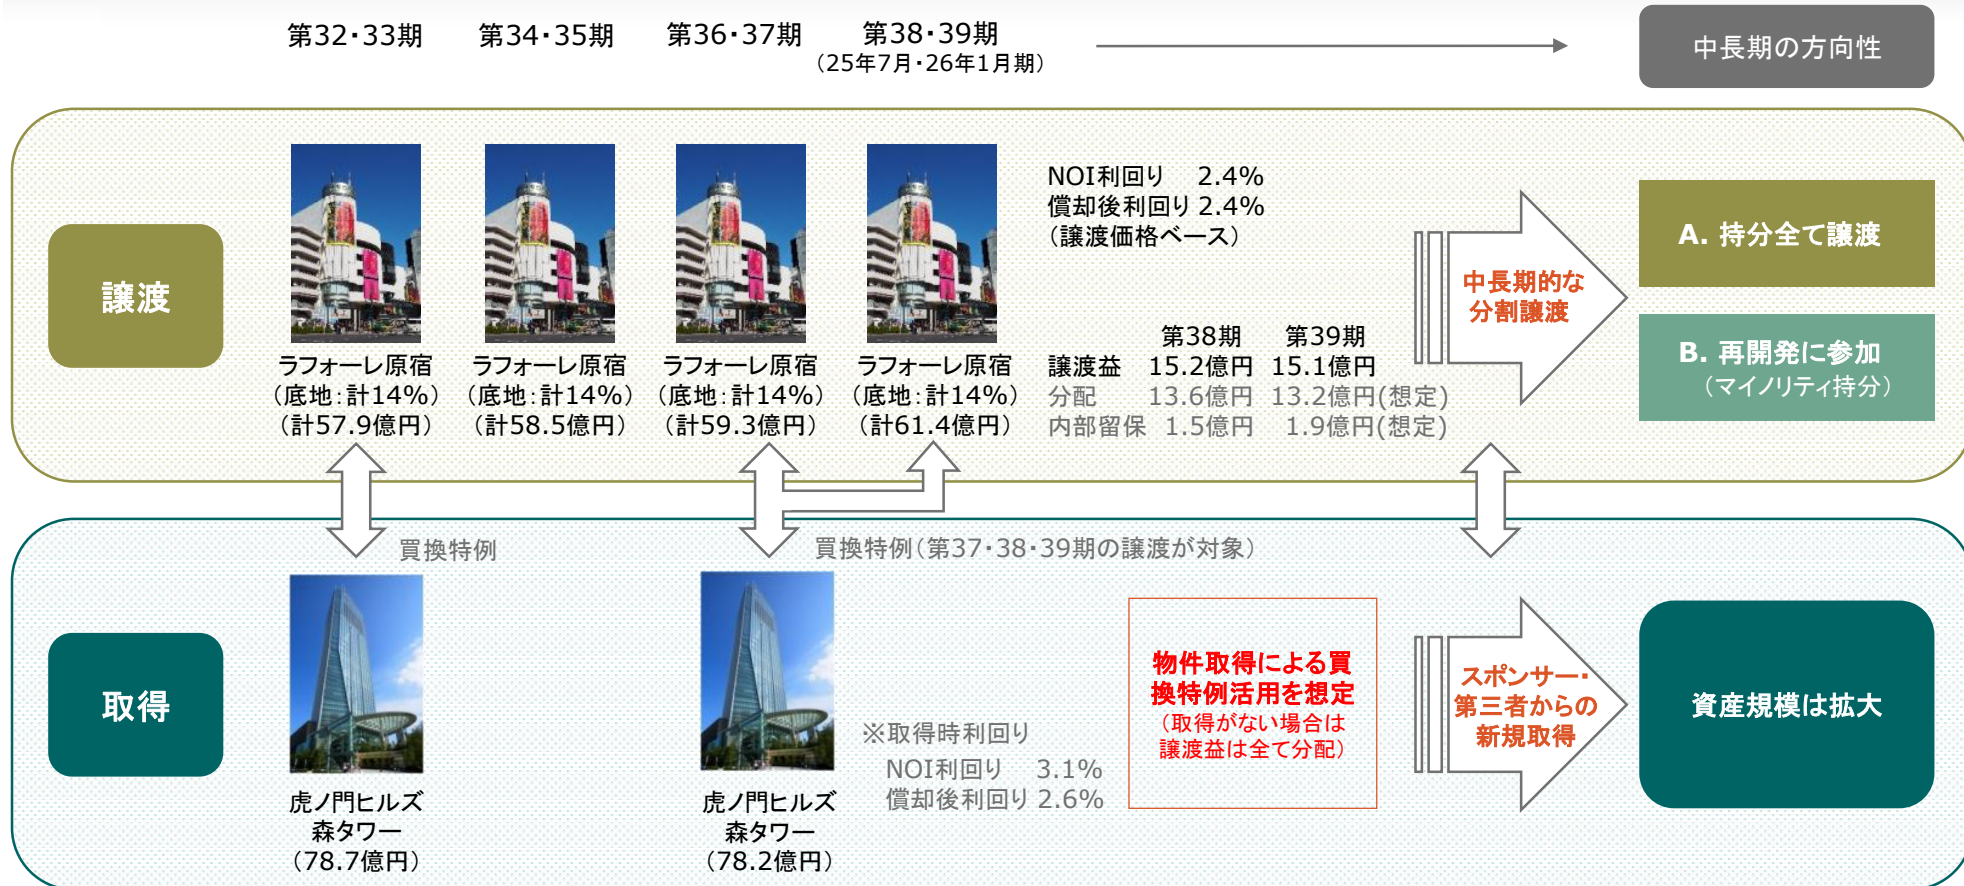 第32・33期
第34・35期
第36・37期
第38・39期
（25年7月・26年1月期）
中長期の方向性
譲渡
ラフォーレ原宿
（底地：計14%）
（計57.9億円）
ラフォーレ原宿
（底地：計14%）
（計58.5億円）
ラフォーレ原宿
（底地：計14%）
（計59.3億円）
ラフォーレ原宿
（底地：計14%）
（計61.4億円）
NOI利回り 2.4%
償却後利回り 2.4%
（譲渡価格ベース）
第38期 第39期
譲渡益 15.2億円 15.1億円
分配 13.6億円 13.2億円(想定)
内部留保 1.5億円 1.9億円(想定)
中長期的な
分割譲渡
A. 持分全て譲渡
B. 再開発に参加
（マイノリティ持分）
買換特例
買換特例（第37・38・39期の譲渡が対象）
取得
虎ノ門ヒルズ
森タワー
（78.7億円）
虎ノ門ヒルズ
森タワー
（78.2億円）
※取得時利回り
NOI利回り 3.1%
償却後利回り 2.6%
物件取得による買
換特例活用を想定
（取得がない場合は
譲渡益は全て分配）
スポンサー・
第三者からの
新規取得
資産規模は拡大